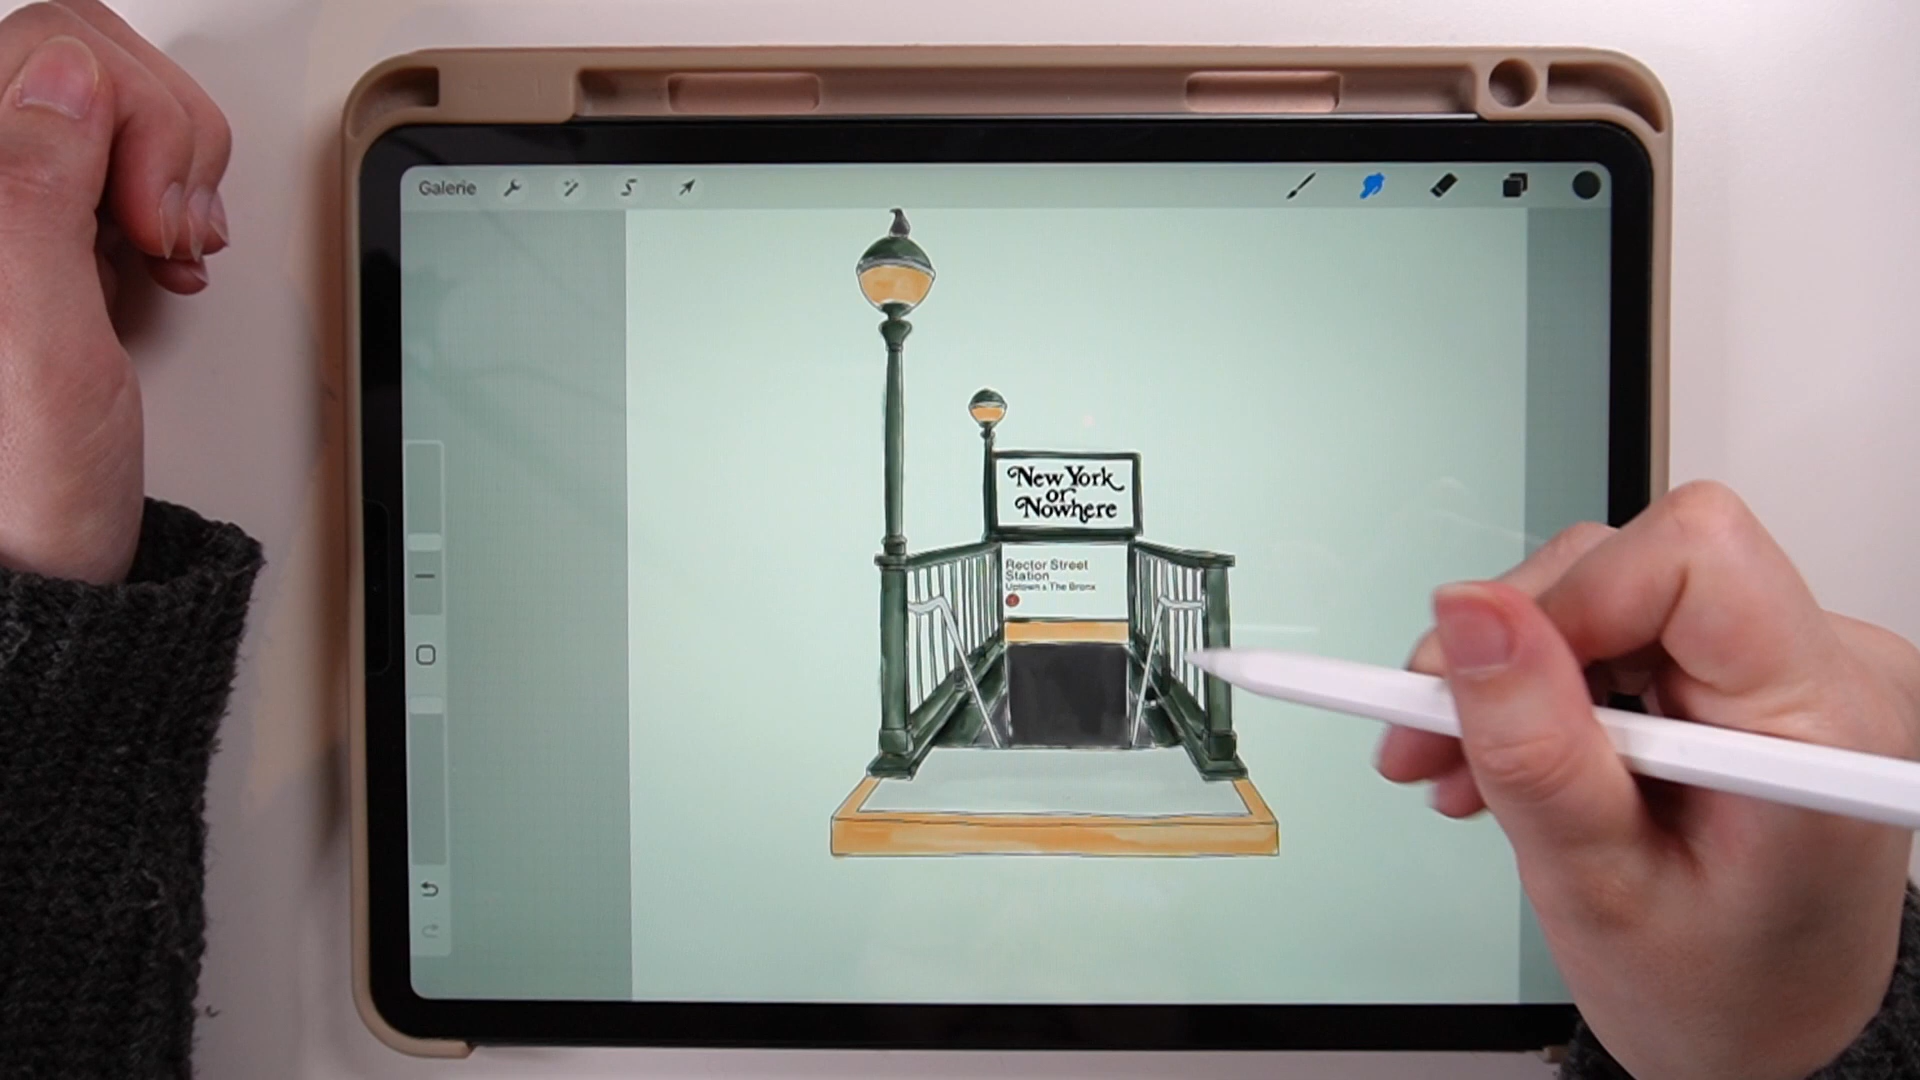 Galerie
New York
or
Nowhere
Rector Street
Station
Uptown & The Bronx